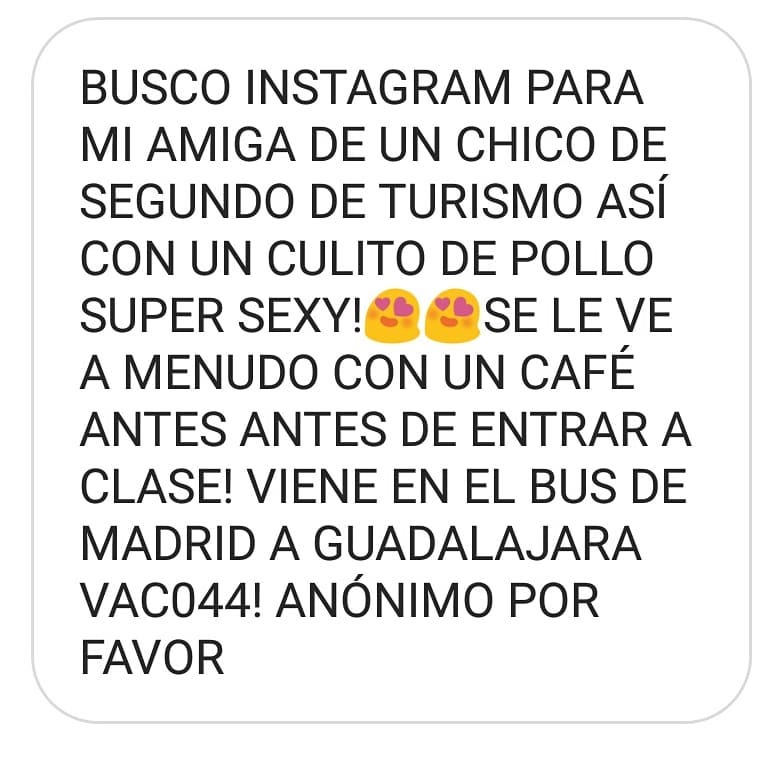 BUSCO INSTAGRAM PARA
MI AMIGA DE UN CHICO DE
SEGUNDO DE TURISMO ASÍ
CON UN CULITO DE POLLO
SUPER SEXY!😍😍SE LE VE
A MENUDO CON UN CAFÉ
ANTES ANTES DE ENTRAR A
CLASE! VIENE EN EL BUS DE
MADRID A GUADALAJARA
VAC044! ANÓNIMO POR
FAVOR